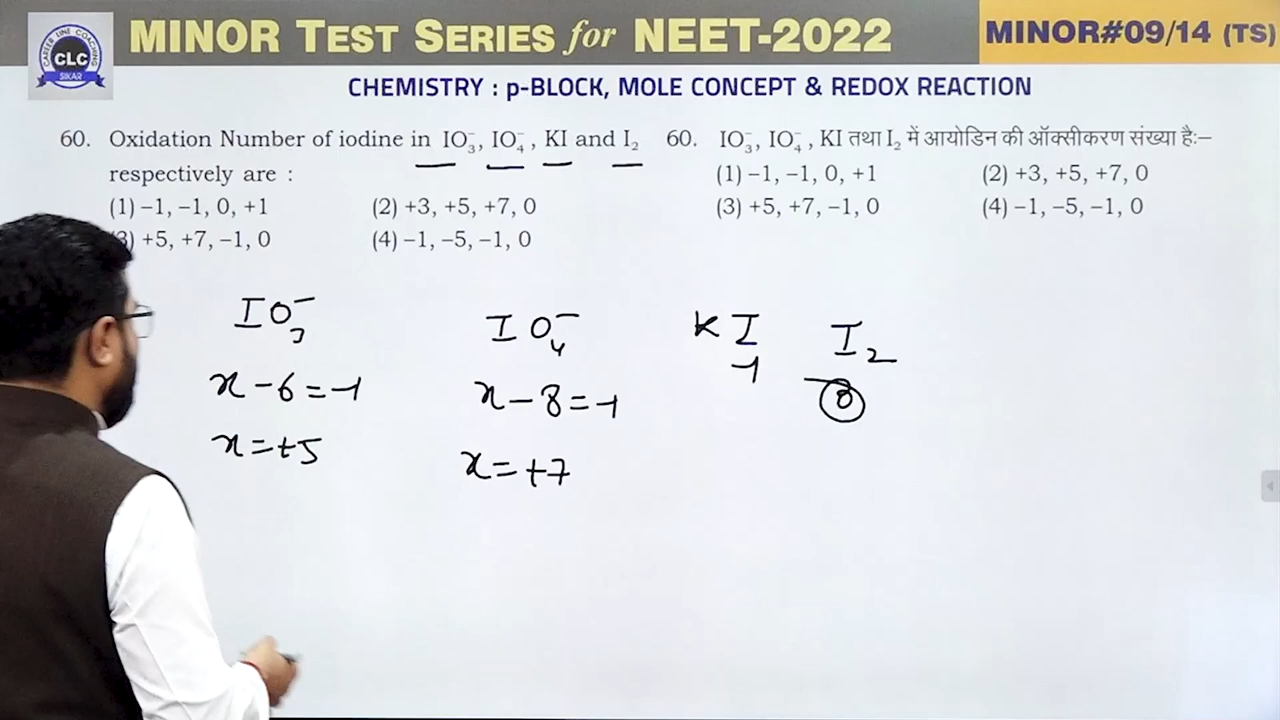 CAREER LINE COACHING
CLC
SIKAR
MINOR TEST SERIES for NEET-2022
MINOR#09/14 (TS)
CHEMISTRY : p-BLOCK, MOLE CONCEPT & REDOX REACTION
60. Oxidation Number of iodine in IO₃⁻, IO₄⁻, KI and I₂
respectively are :
(1) –1, –1, 0, +1 (2) +3, +5, +7, 0
3) +5, +7, –1, 0 (4) –1, –5, –1, 0
60. IO₃⁻, IO₄⁻, KI तथा I₂ में आयोडिन की ऑक्सीकरण संख्या है:–
(1) –1, –1, 0, +1 (2) +3, +5, +7, 0
(3) +5, +7, –1, 0 (4) –1, –5, –1, 0
IO₃⁻
x-6=-1
x=+5
IO₄⁻
x-8=-1
x=+7
KI
-1
I₂
0